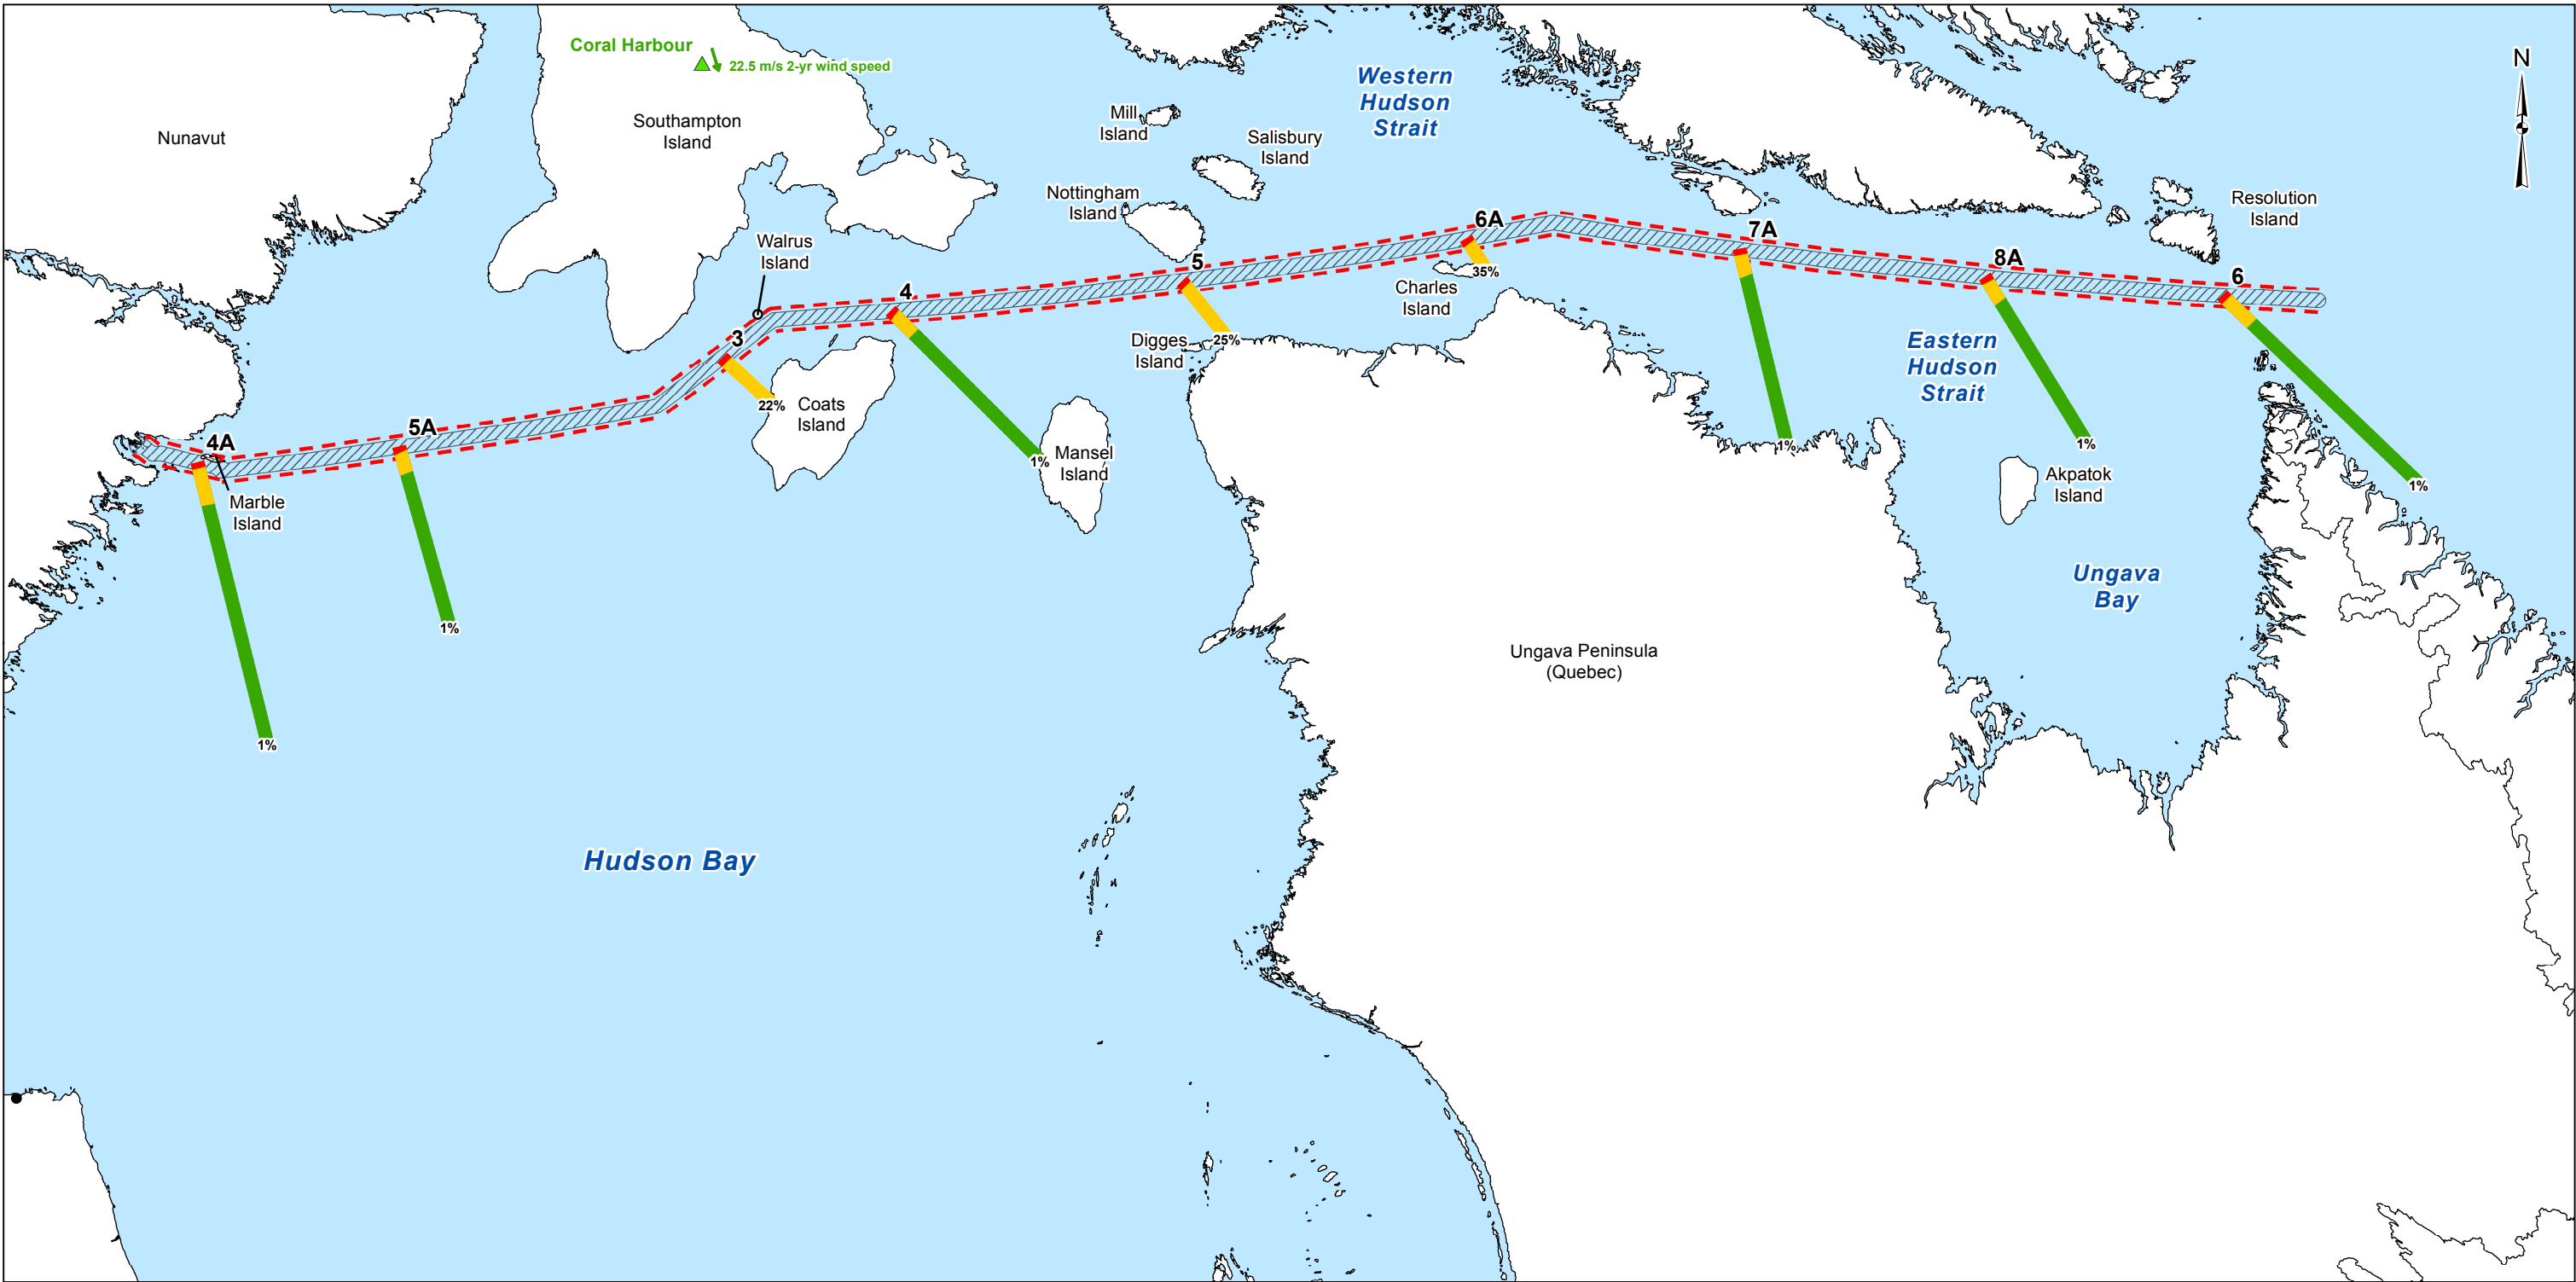 Coral Harbour
22.5 m/s 2-yr wind speed
N
Western
Hudson
Strait
Nunavut
Southampton
Island
Mill
Island
Salisbury
Island
Nottingham
Island
Resolution
Island
Walrus
Island
6A
7A
8A
5
6
4
35%
Charles
Island
3
Digges
Island
25%
Eastern
Hudson
Strait
22%
Coats
Island
4A
5A
1%
Mansel
Island
1%
1%
Akpatok
Island
1%
Marble
Island
Ungava
Bay
1%
Ungava Peninsula
(Quebec)
1%
Hudson Bay